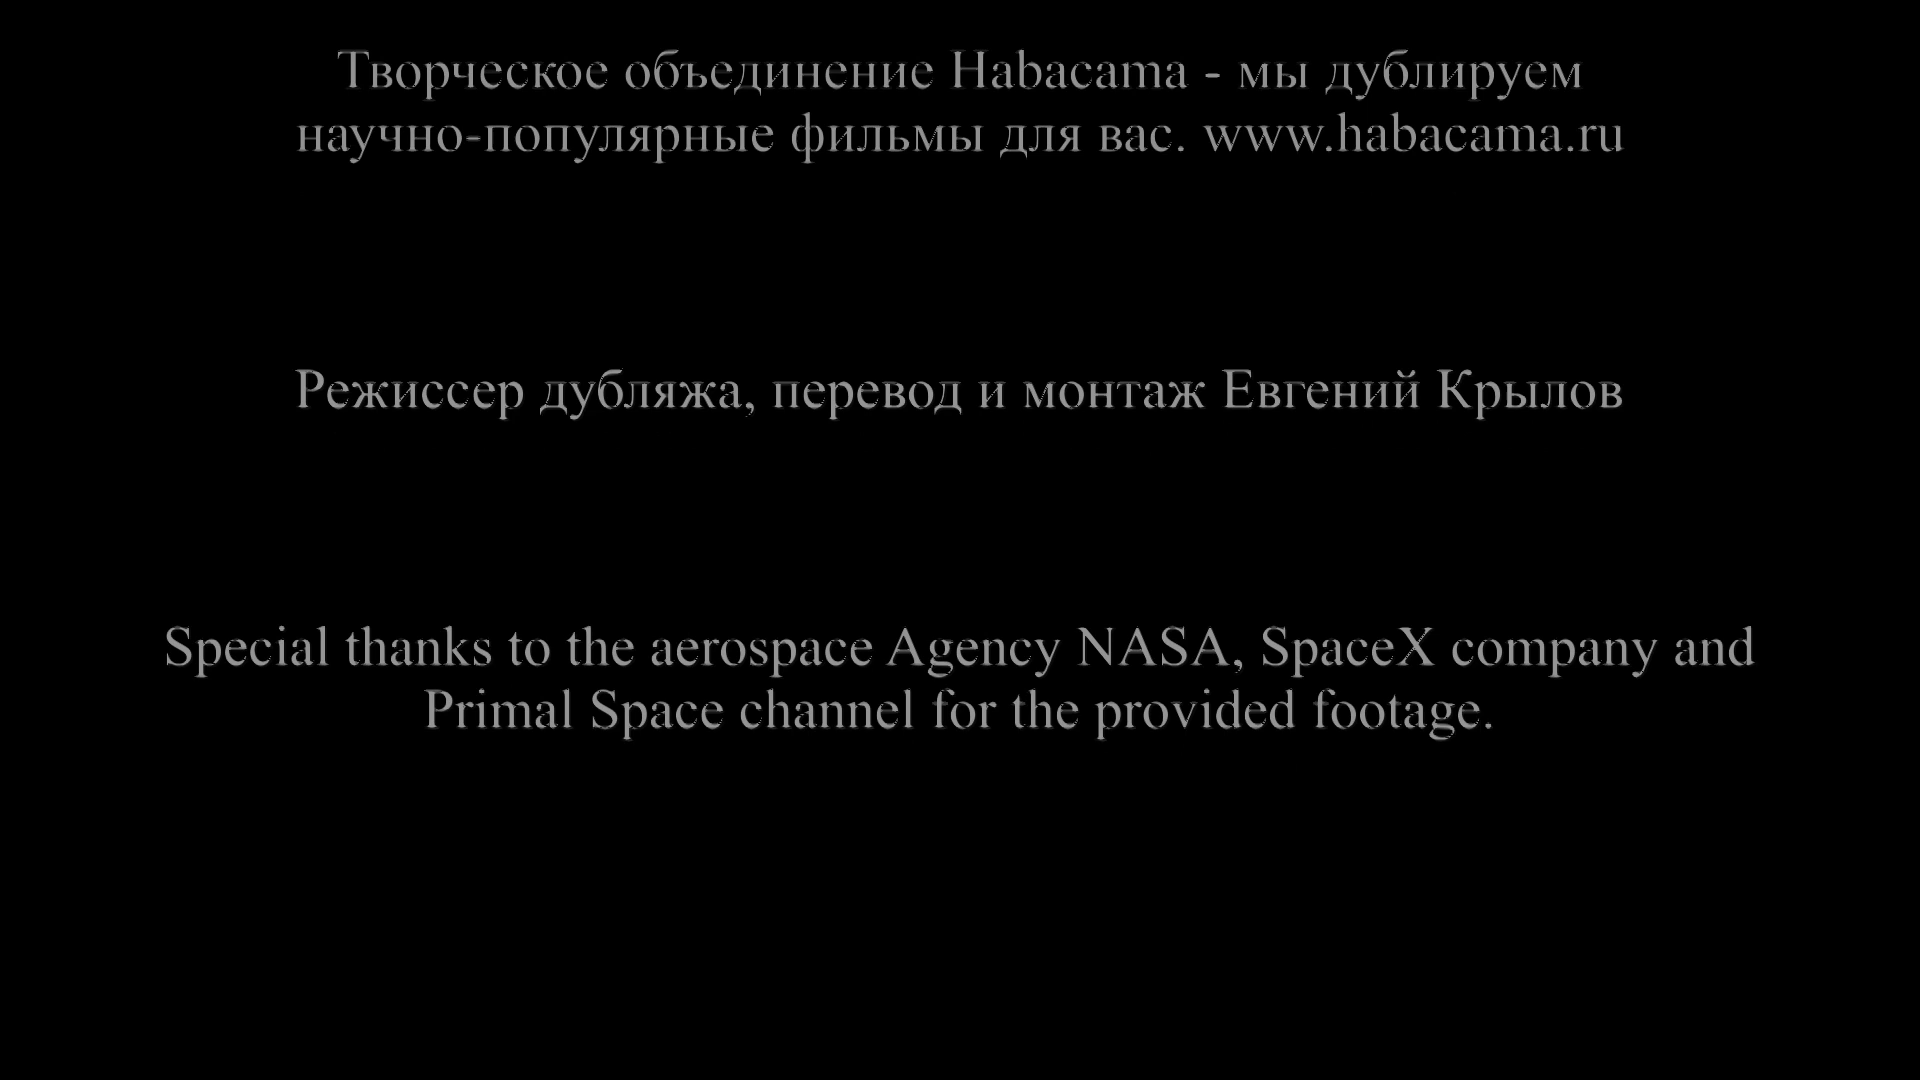 Творческое объединение Habacama - мы дублируем
научно-популярные фильмы для вас. www.habacama.ru
Режиссер дубляжа, перевод и монтаж Евгений Крылов
Special thanks to the aerospace Agency NASA, SpaceX company and
Primal Space channel for the provided footage.